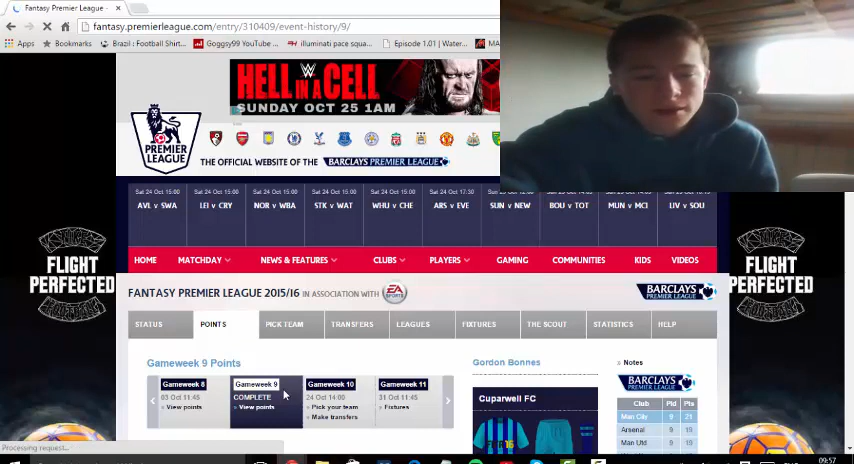 Fantasy Premier League
fantasy.premierleague.com/entry/310409/event-history/9/
Apps
Bookmarks
Brazil : Football Shirt...
Goggsy99 YouTube ...
illuminati pace squa...
Episode 1.01 | Water...
MA
HELL IN A CELL
SUNDAY OCT 25 1AM
PREMIER LEAGUE
THE OFFICIAL WEBSITE OF THE BARCLAYS PREMIER LEAGUE
Sat 24 Oct 15:00 Sat 24 Oct 15:00 Sat 24 Oct 15:00 Sat 24 Oct 15:00 Sat 24 Oct 15:00 Sat 24 Oct 17:30
AVL v SWA LEI v CRY NOR v WBA STK v WAT WHU v CHE ARS v EVE SUN v NEW BOU v TOT MUN v MCI LIV v SOU
HOME MATCHDAY NEWS & FEATURES CLUBS PLAYERS GAMING COMMUNITIES KIDS VIDEOS
FLIGHT PERFECTED
FLIGHT PERFECTED
FANTASY PREMIER LEAGUE 2015/16 IN ASSOCIATION WITH EA SPORTS
BARCLAYS PREMIER LEAGUE
STATUS POINTS PICK TEAM TRANSFERS LEAGUES FIXTURES THE SCOUT STATISTICS HELP
Gameweek 9 Points
Gameweek 8
03 Oct 11:45
» View points
Gameweek 9
COMPLETE
» View points
Gameweek 10
24 Oct 14:00
» Pick your team
» Make transfers
Gameweek 11
31 Oct 11:45
» Fixtures
Gordon Bonnes
Cuparwell FC
» Notes
BARCLAYS PREMIER LEAGUE
Club Pld Pts
Man City 9 21
Arsenal 9 19
Man Utd 9 19
Processing request...
09:57